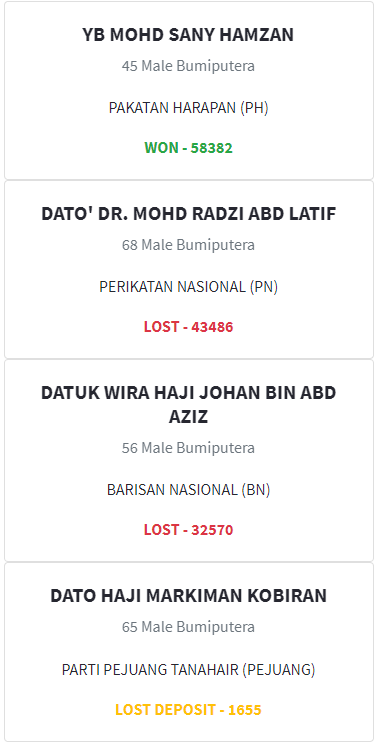 YB MOHD SANY HAMZAN
45 Male Bumiputera
PAKATAN HARAPAN (PH)
WON - 58382
DATO' DR. MOHD RADZI ABD LATIF
68 Male Bumiputera
PERIKATAN NASIONAL (PN)
LOST - 43486
DATUK WIRA HAJI JOHAN BIN ABD
AZIZ
56 Male Bumiputera
BARISAN NASIONAL (BN)
LOST - 32570
DATO HAJI MARKIMAN KOBIRAN
65 Male Bumiputera
PARTI PEJUANG TANAHAIR (PEJUANG)
LOST DEPOSIT - 1655